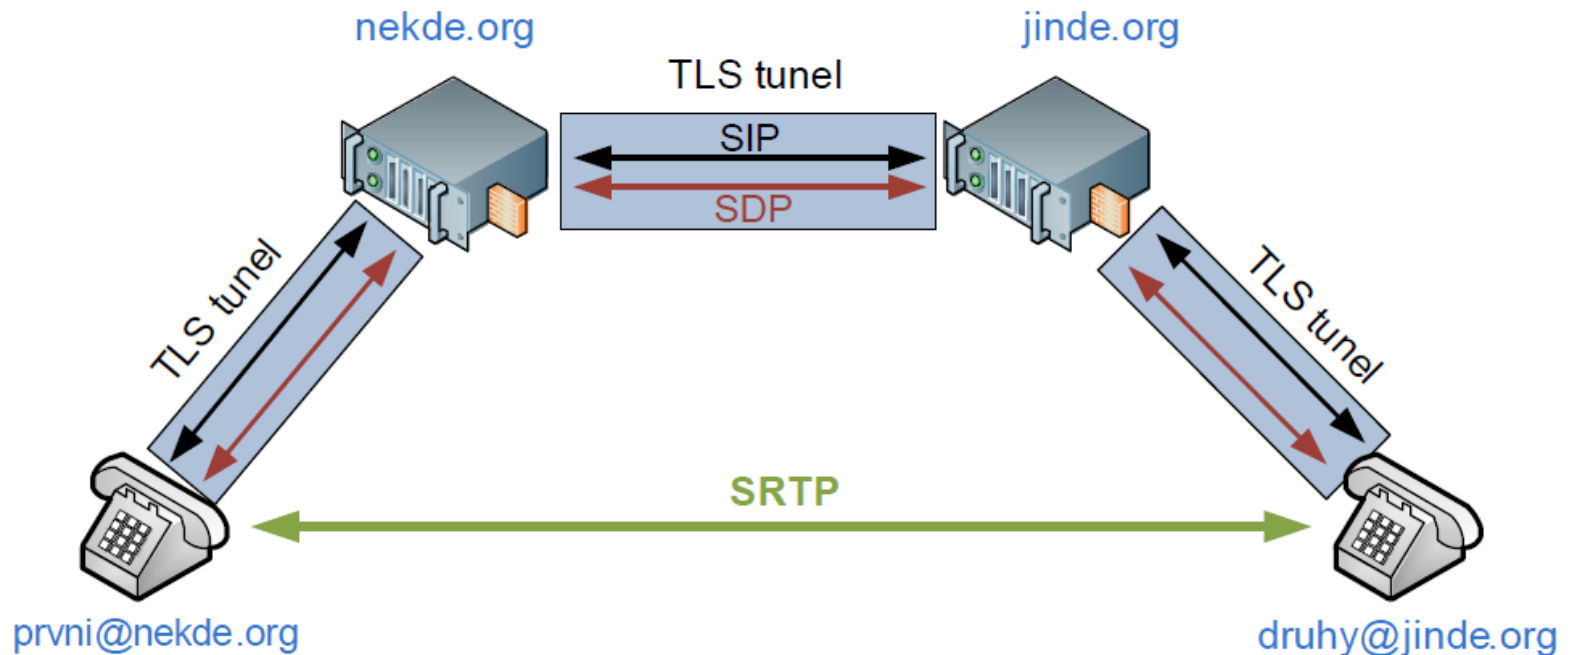 nekde.org
jinde.org
TLS tunel
SIP
SDP
TLS tunel
TLS tunel
SRTP
prvni@nekde.org
druhy@jinde.org